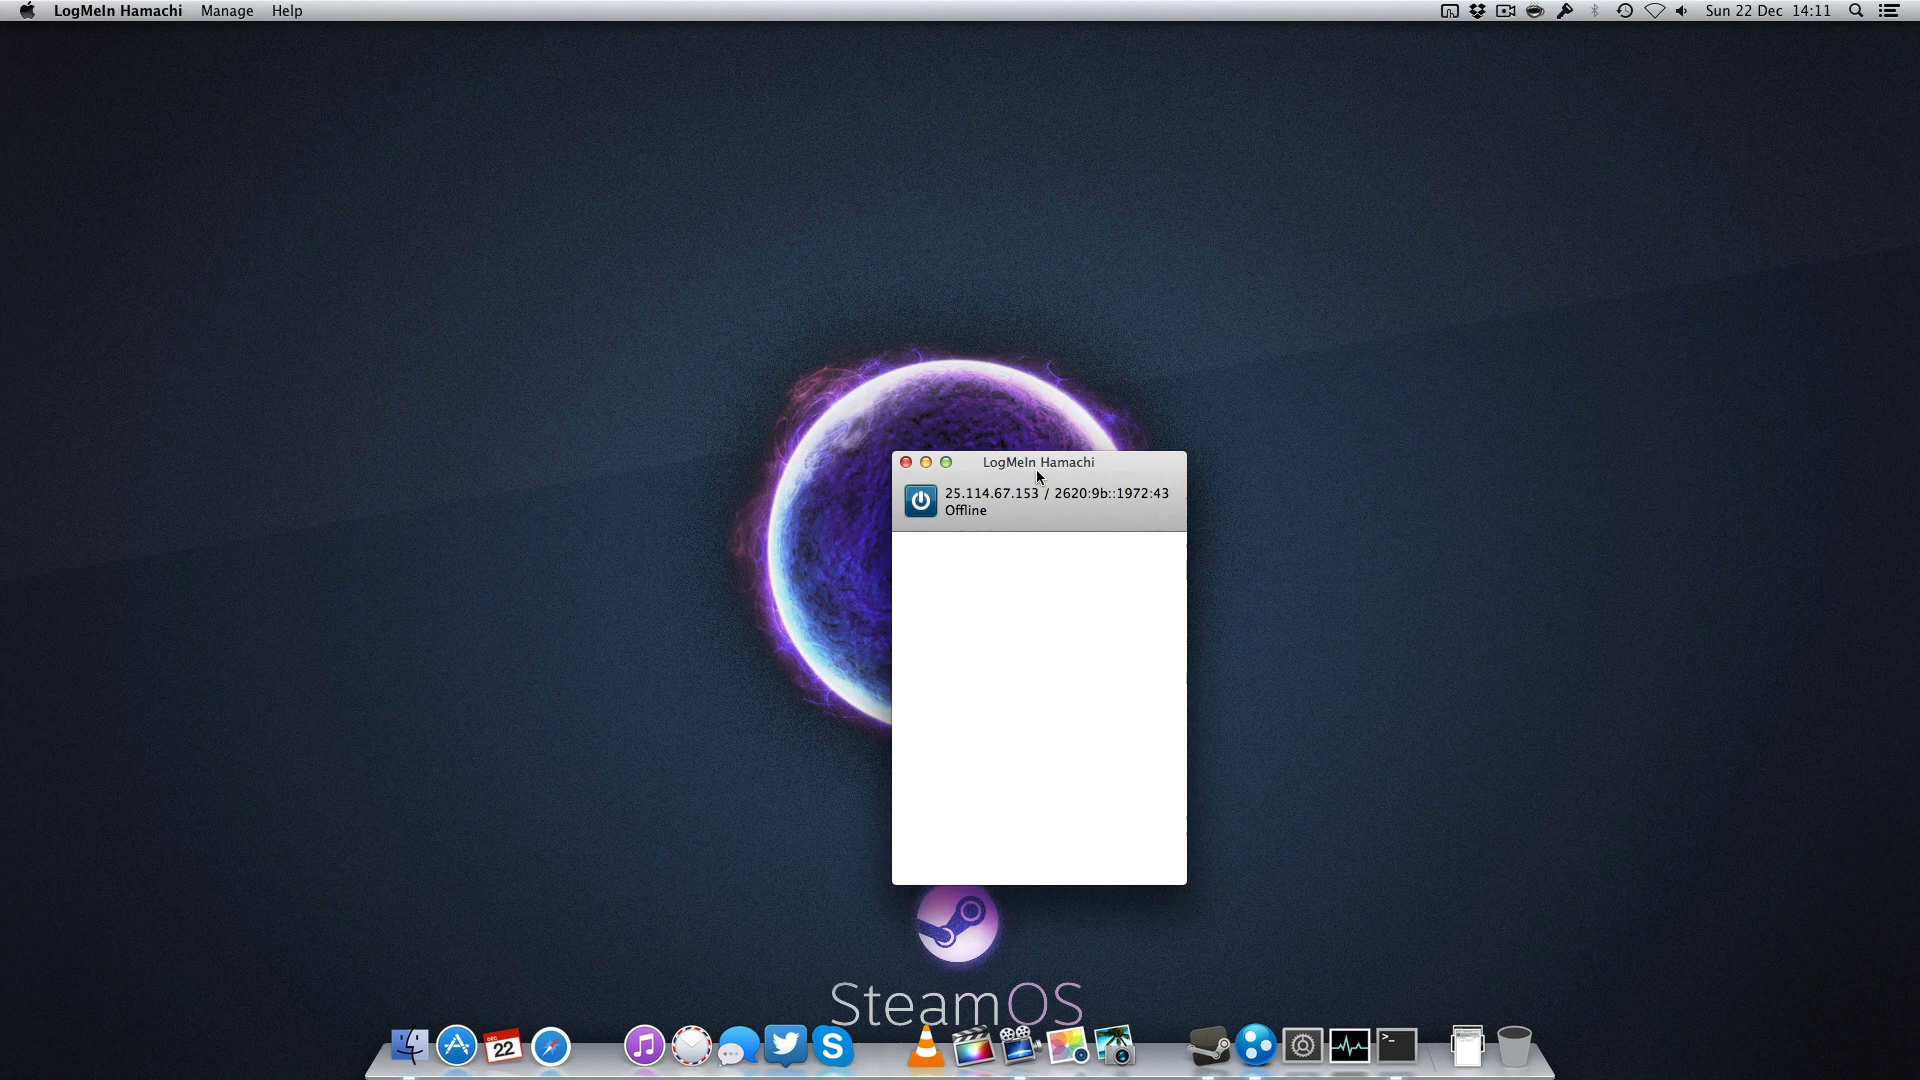 LogMeIn Hamachi Manage Help Sun 22 Dec 14:11
LogMeIn Hamachi
25.114.67.153 / 2620:9b::1972:43
Offline
SteamOS
DEC
22